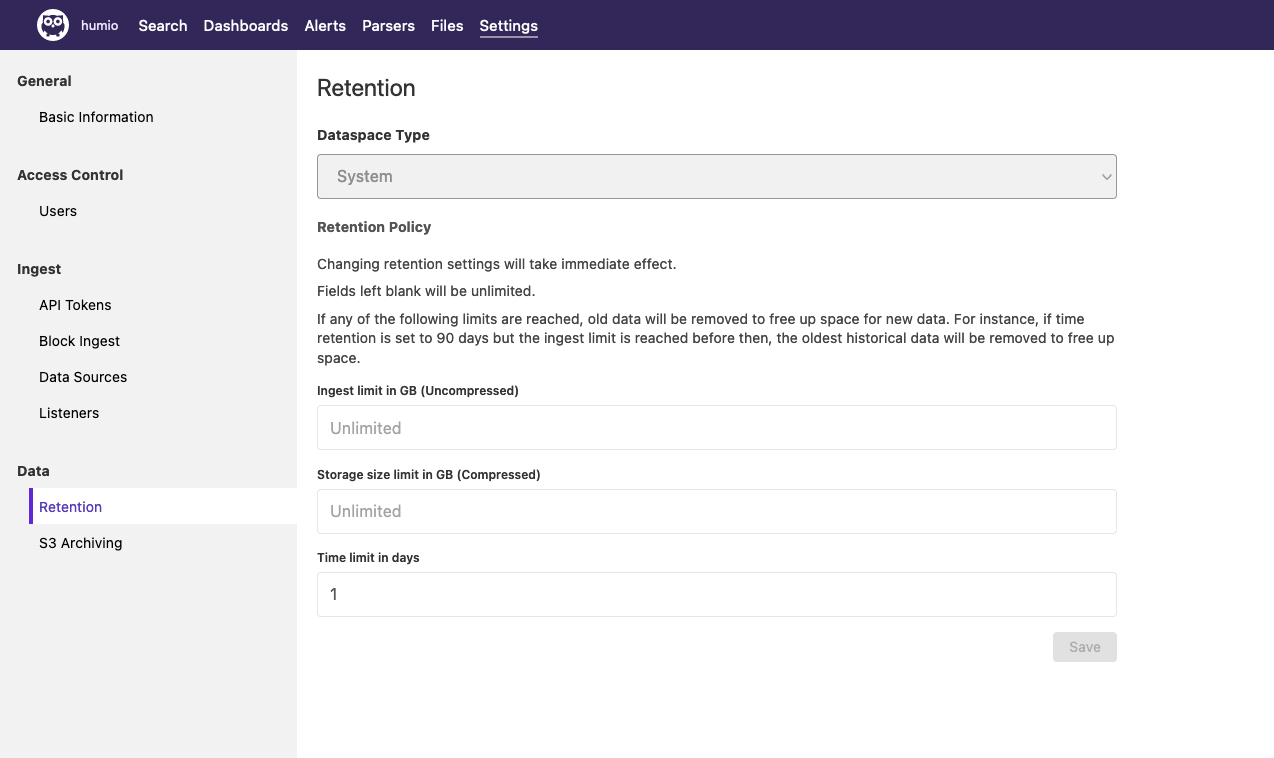 humio Search Dashboards Alerts Parsers Files Settings
General
Basic Information
Access Control
Users
Ingest
API Tokens
Block Ingest
Data Sources
Listeners
Data
Retention
S3 Archiving
Retention
Dataspace Type
System
Retention Policy
Changing retention settings will take immediate effect.
Fields left blank will be unlimited.
If any of the following limits are reached, old data will be removed to free up space for new data. For instance, if time
retention is set to 90 days but the ingest limit is reached before then, the oldest historical data will be removed to free up
space.
Ingest limit in GB (Uncompressed)
Unlimited
Storage size limit in GB (Compressed)
Unlimited
Time limit in days
1
Save